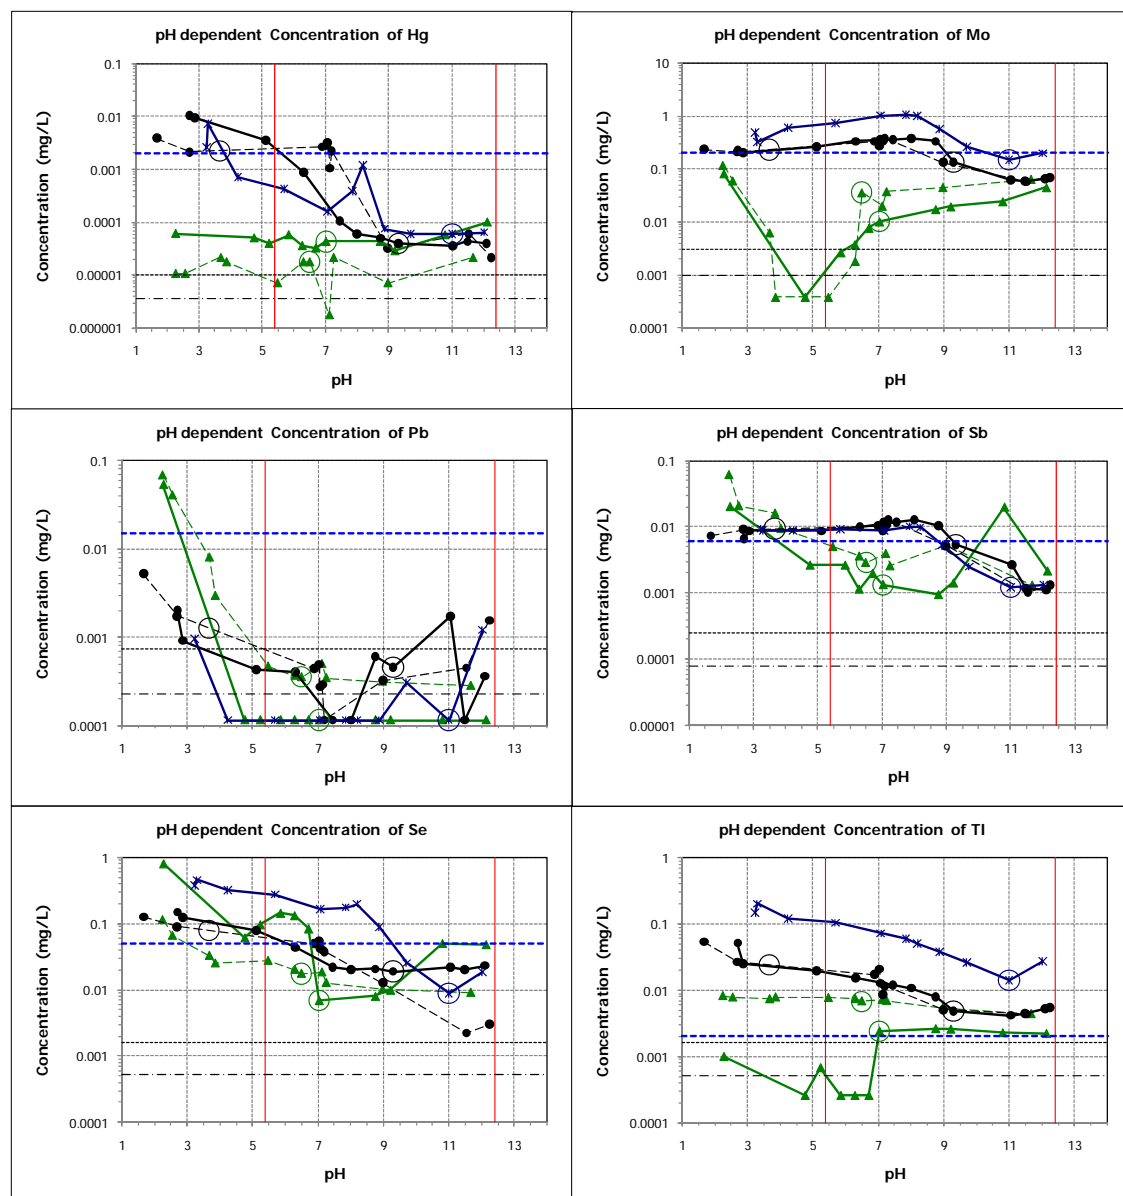 pH dependent Concentration of Hg
Concentration (mg/L)
0.1
0.01
0.001
0.0001
0.00001
0.000001
1 3 5 7 9 11 13
pH
pH dependent Concentration of Mo
Concentration (mg/L)
10
1
0.1
0.01
0.001
0.0001
1 3 5 7 9 11 13
pH
pH dependent Concentration of Pb
Concentration (mg/L)
0.1
0.01
0.001
0.0001
1 3 5 7 9 11 13
pH
pH dependent Concentration of Sb
Concentration (mg/L)
0.1
0.01
0.001
0.0001
0.00001
1 3 5 7 9 11 13
pH
pH dependent Concentration of Se
Concentration (mg/L)
1
0.1
0.01
0.001
0.0001
1 3 5 7 9 11 13
pH
pH dependent Concentration of Tl
Concentration (mg/L)
1
0.1
0.01
0.001
0.0001
1 3 5 7 9 11 13
pH